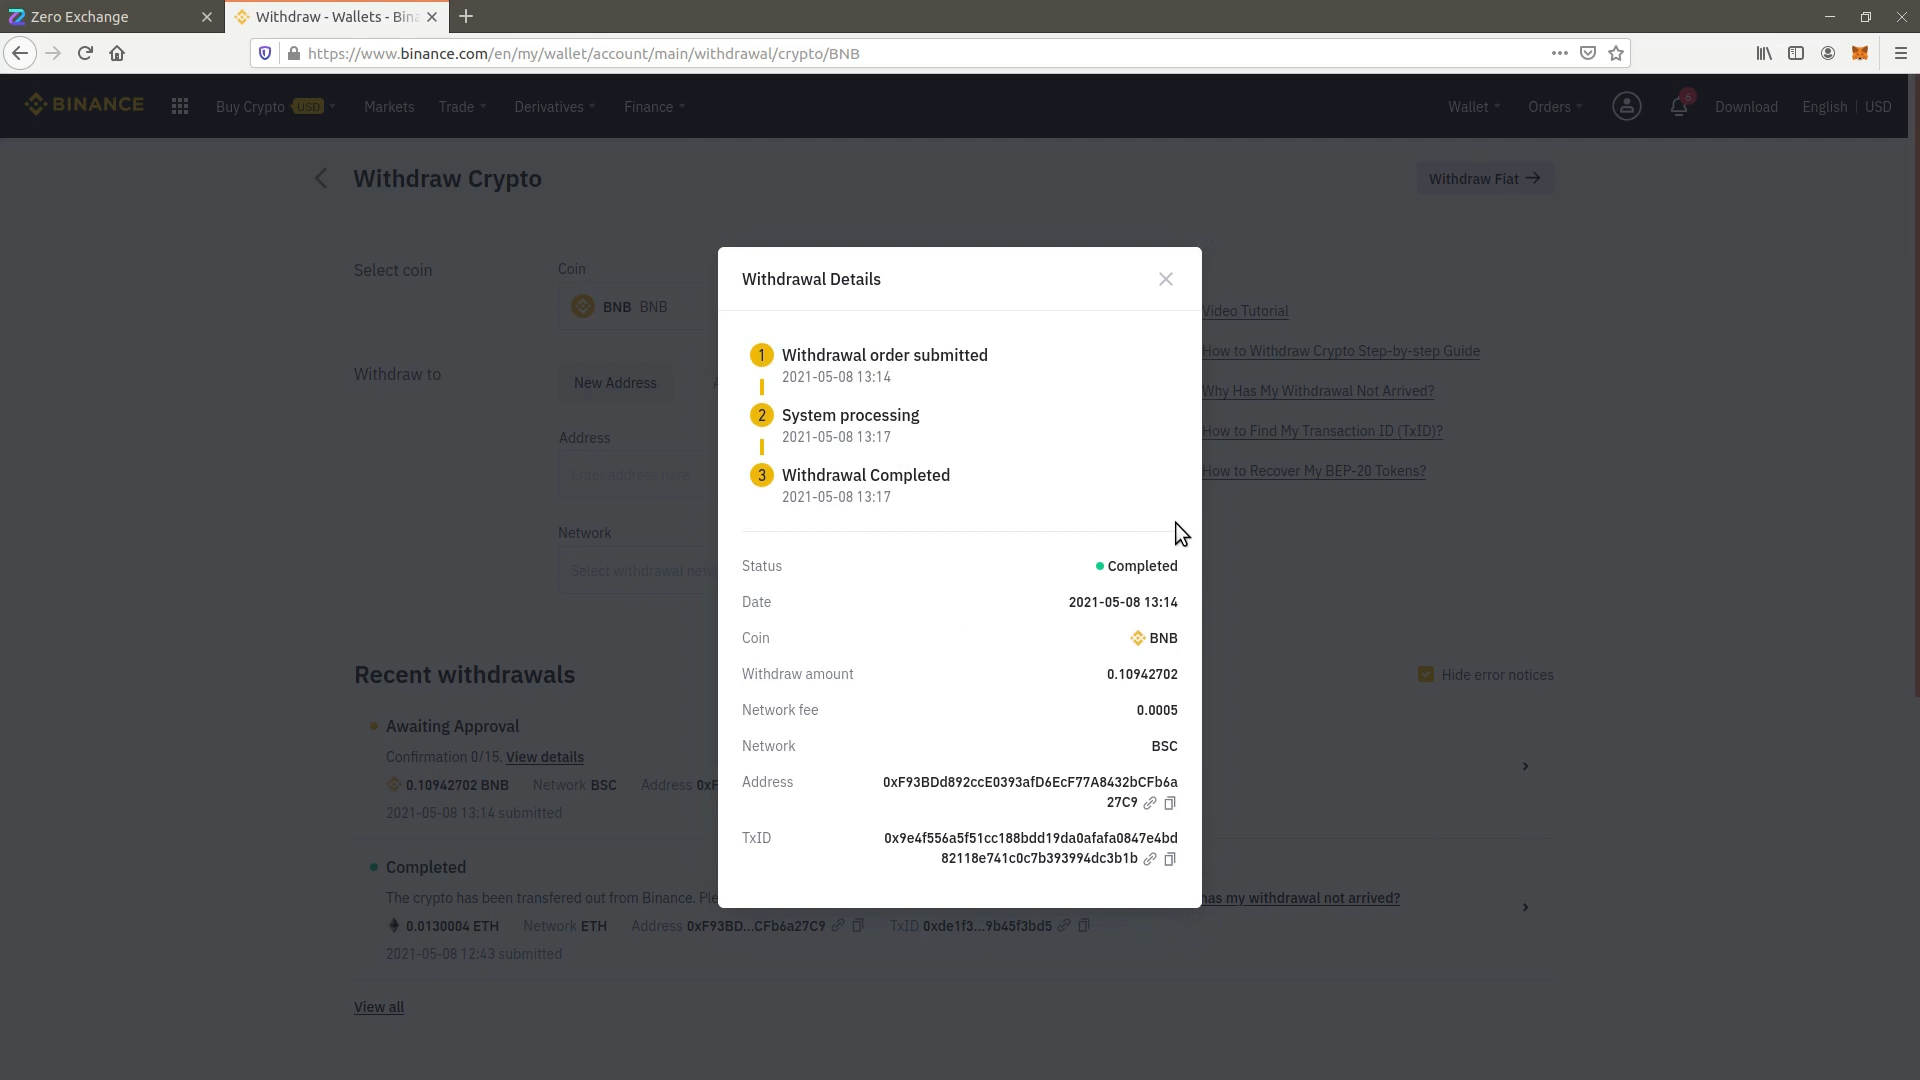 Zero Exchange
Withdraw - Wallets - Bina
https://www.binance.com/en/my/wallet/account/main/withdrawal/crypto/BNB
BINANCE
Buy Crypto USD
Markets
Trade
Derivatives
Finance
Wallet
Orders
6
Download
English | USD
Withdraw Crypto
Withdraw Fiat
Select coin
Coin
BNB BNB
Withdraw to
New Address
Address
Enter address here
Network
Select withdrawal
Video Tutorial
How to Withdraw Crypto Step-by-step Guide
Why Has My Withdrawal Not Arrived?
How to Find My Transaction ID (TxID)?
How to Recover My BEP-20 Tokens?
Withdrawal Details
1 Withdrawal order submitted
2021-05-08 13:14
2 System processing
2021-05-08 13:17
3 Withdrawal Completed
2021-05-08 13:17
Status Completed
Date 2021-05-08 13:14
Coin BNB
Withdraw amount 0.10942702
Network fee 0.0005
Network BSC
Address 0xF93BDd892ccE0393afD6EcF77A8432bCFb6a
27C9
TxID 0x9e4f556a5f51cc188bdd19da0afafa0847e4bd
82118e741c0c7b393994dc3b1b
Recent withdrawals
Hide error notices
Awaiting Approval
Confirmation 0/15. View details
0.10942702 BNB Network BSC Address 0xF
2021-05-08 13:14 submitted
Completed
The crypto has been transfered out from Binance. Ple
has my withdrawal not arrived?
0.0130004 ETH Network ETH Address 0xF93BD...CFb6a27C9 TxID 0xde1f3...9b45f3bd5
2021-05-08 12:43 submitted
View all